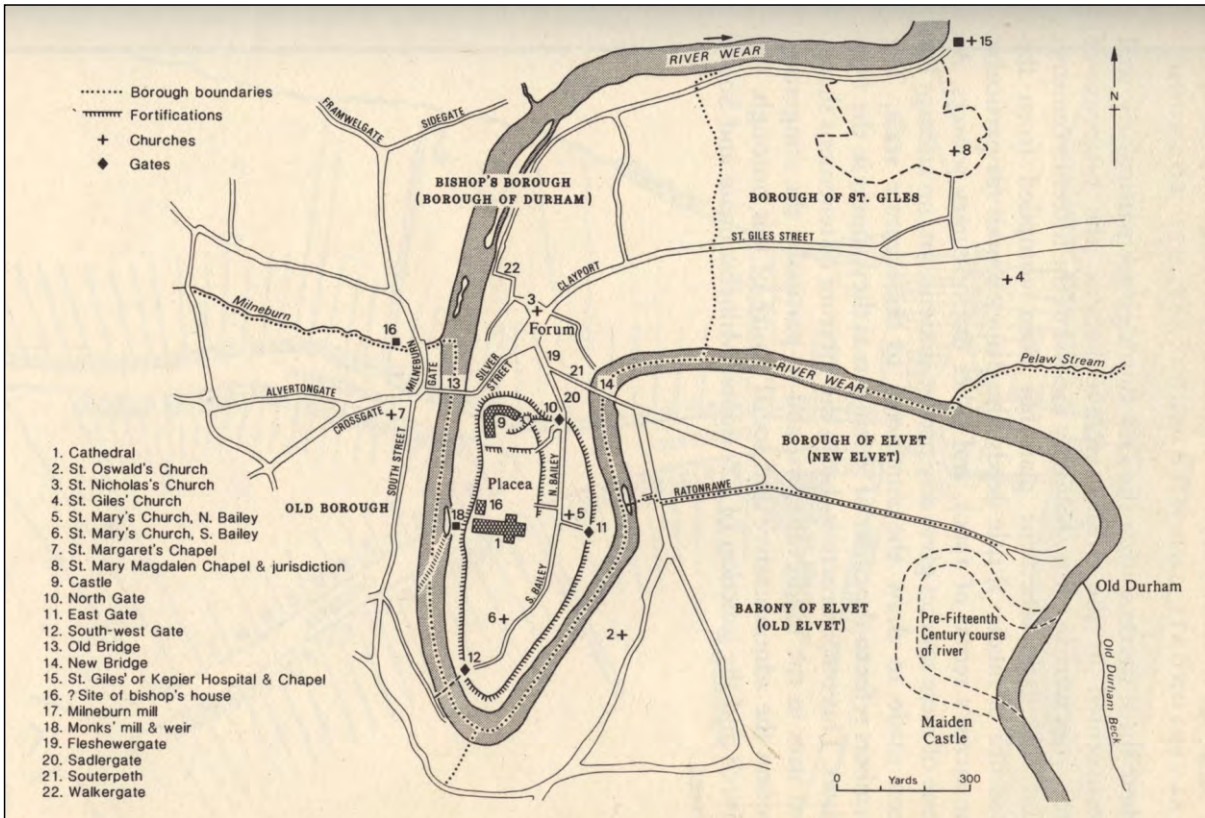 RIVER WEAR
15
N
Borough boundaries
Fortifications
Churches
Gates
FRAMWELGATE
SIDEGATE
8
BISHOP'S BOROUGH
(BOROUGH OF DURHAM)
BOROUGH OF ST. GILES
ST. GILES STREET
22
CLAYPORT
4
3
Forum
Milneburn
16
MILNEBURN
GATE
13
SILVER
STREET
19
21
14
20
RIVER WEAR
Pelaw Stream
ALVERTONGATE
CROSSGATE
7
SOUTH STREET
9
10
N. BAILEY
BOROUGH OF ELVET
(NEW ELVET)
RATONRAWE
Placea
16
5
11
18
1
OLD BOROUGH
S. BAILEY
6
12
2
BARONY OF ELVET
(OLD ELVET)
Pre-Fifteenth
Century course
of river
Old Durham
Old Durham Beck
Maiden
Castle
0 Yards 300
1. Cathedral
2. St. Oswald's Church
3. St. Nicholas's Church
4. St. Giles' Church
5. St. Mary's Church, N. Bailey
6. St. Mary's Church, S. Bailey
7. St. Margaret's Chapel
8. St. Mary Magdalen Chapel & jurisdiction
9. Castle
10. North Gate
11. East Gate
12. South-west Gate
13. Old Bridge
14. New Bridge
15. St. Giles' or Kepier Hospital & Chapel
16. ? Site of bishop's house
17. Milneburn mill
18. Monks' mill & weir
19. Fleshewergate
20. Sadlergate
21. Souterpeth
22. Walkergate